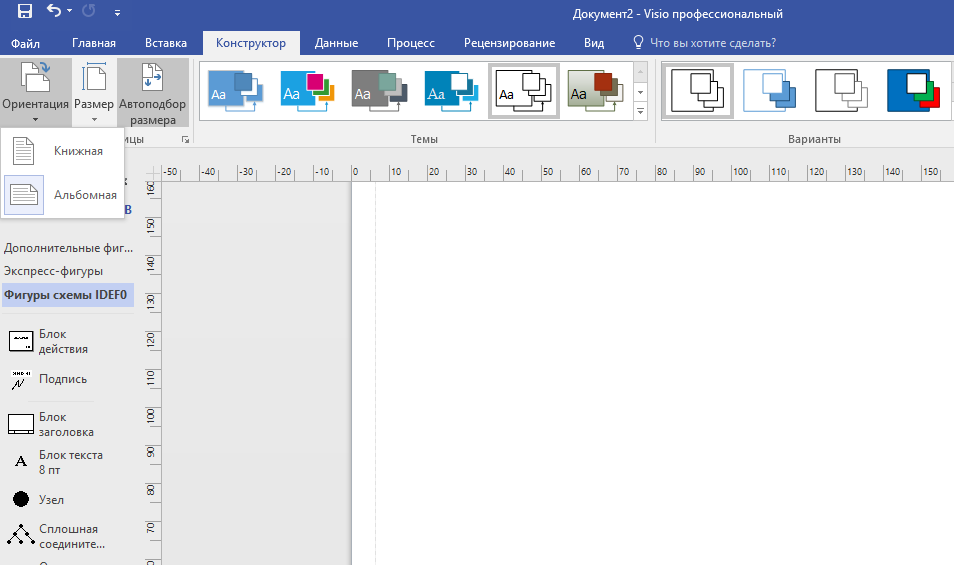 Документ2 - Visio профессиональный
Файл Главная Вставка Конструктор Данные Процесс Рецензирование Вид Что вы хотите сделать?
Ориентация Размер Автоподбор размера
Aa Aa Aa Aa Aa Aa
ицы Темы Варианты
Книжная
Альбомная
В
-50 -40 -30 -20 -10 0 10 20 30 40 50 60 70 80 90 100 110 120 130 140 150
160
150
140
130
120
110
100
90
80
70
Дополнительные фиг...
Экспресс-фигуры
Фигуры схемы IDEF0
Блок
действия
Подпись
Блок
заголовка
Блок текста
8 пт
Узел
Сплошная
соедините...